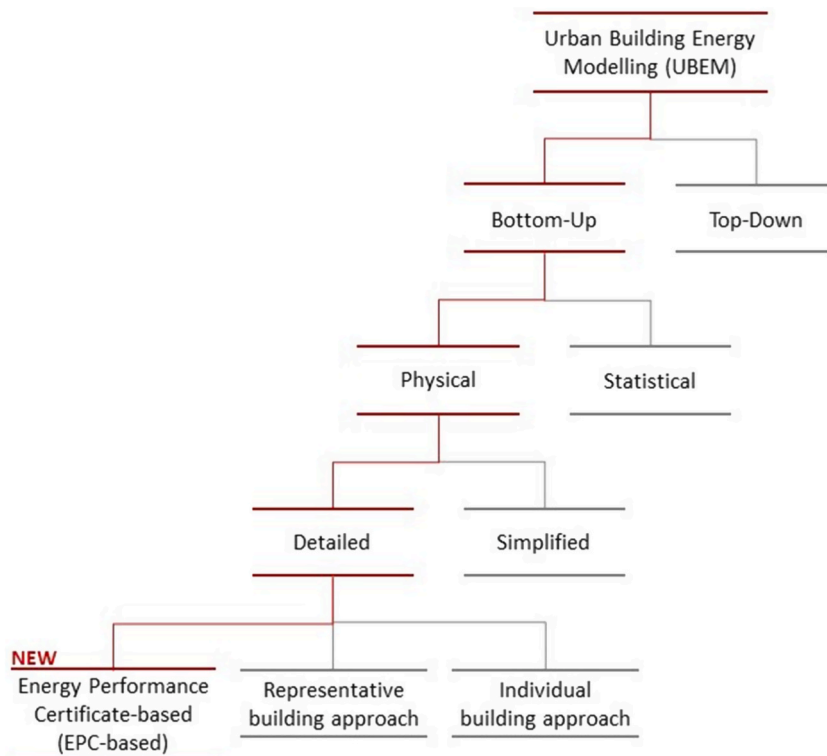 Urban Building Energy
Modelling (UBEM)
Bottom-Up
Top-Down
Physical
Statistical
Detailed
Simplified
NEW
Energy Performance
Certificate-based
(EPC-based)
Representative
building approach
Individual
building approach